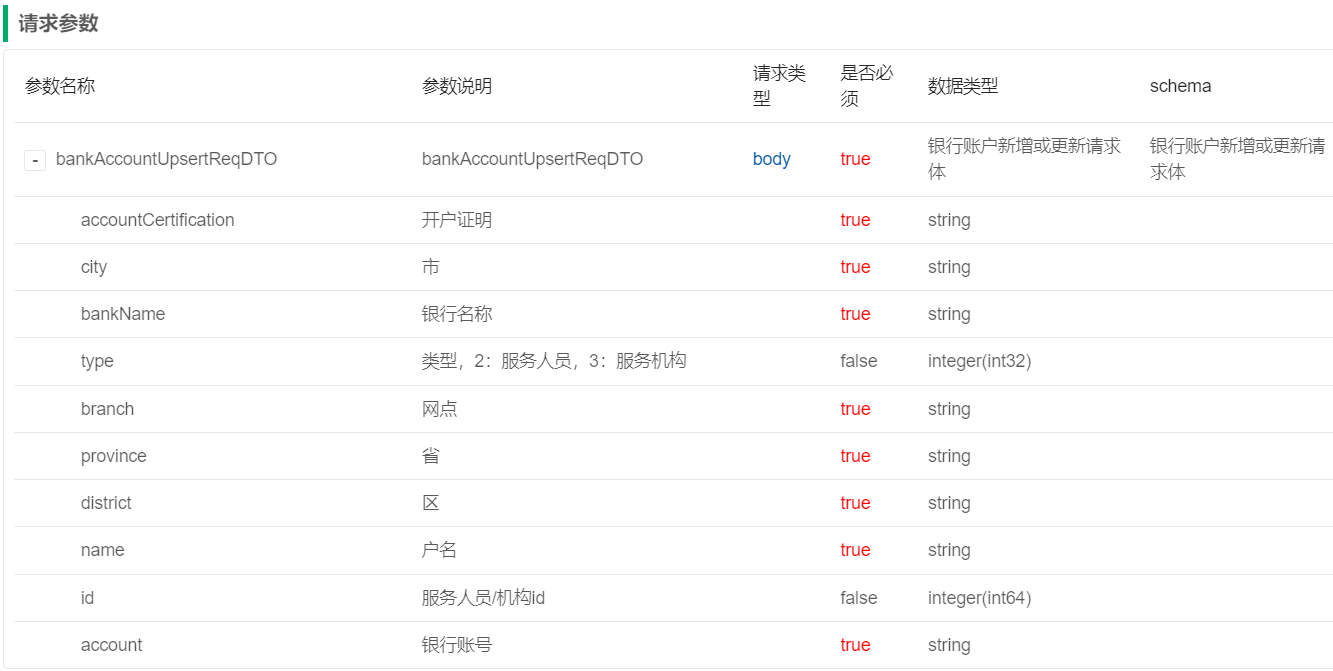 请求参数
参数名称 参数说明 请求类型 是否必须 数据类型 schema
- bankAccountUpsertReqDTO bankAccountUpsertReqDTO body true 银行账户新增或更新请求体 银行账户新增或更新请求体
accountCertification 开户证明 true string
city 市 true string
bankName 银行名称 true string
type 类型，2：服务人员，3：服务机构 false integer(int32)
branch 网点 true string
province 省 true string
district 区 true string
name 户名 true string
id 服务人员/机构id false integer(int64)
account 银行账号 true string